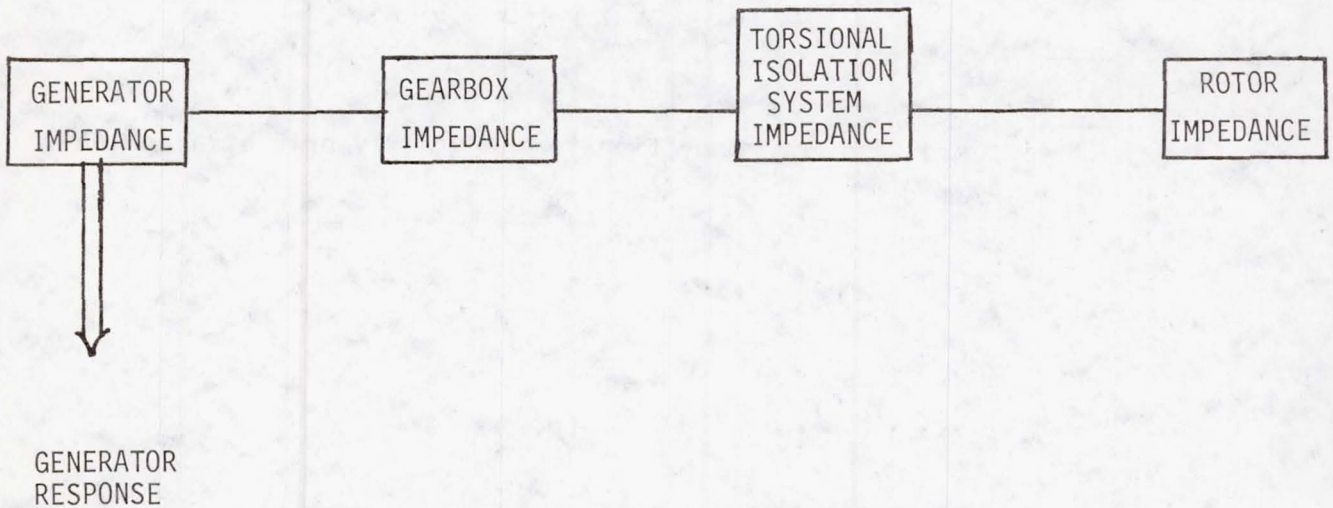 GENERATOR
IMPEDANCE
GEARBOX
IMPEDANCE
TORSIONAL
ISOLATION
SYSTEM
IMPEDANCE
ROTOR
IMPEDANCE
GENERATOR
RESPONSE